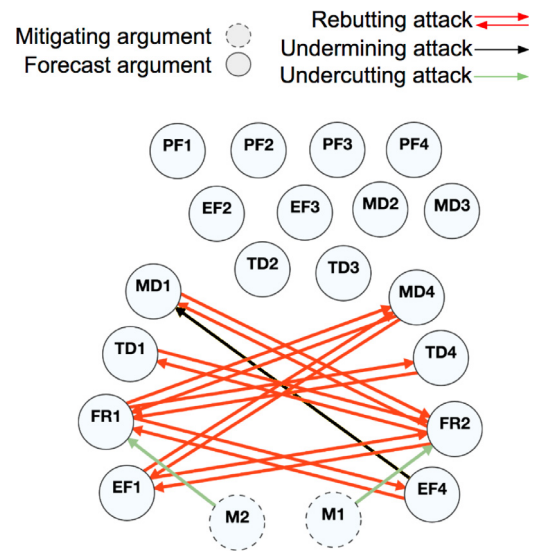 Mitigating argument
Forecast argument
Rebutting attack
Undermining attack
Undercutting attack
PF1 PF2 PF3 PF4
EF2 EF3 MD2 MD3
TD2 TD3
MD1 MD4
TD1 TD4
FR1 FR2
EF1 EF4
M2 M1